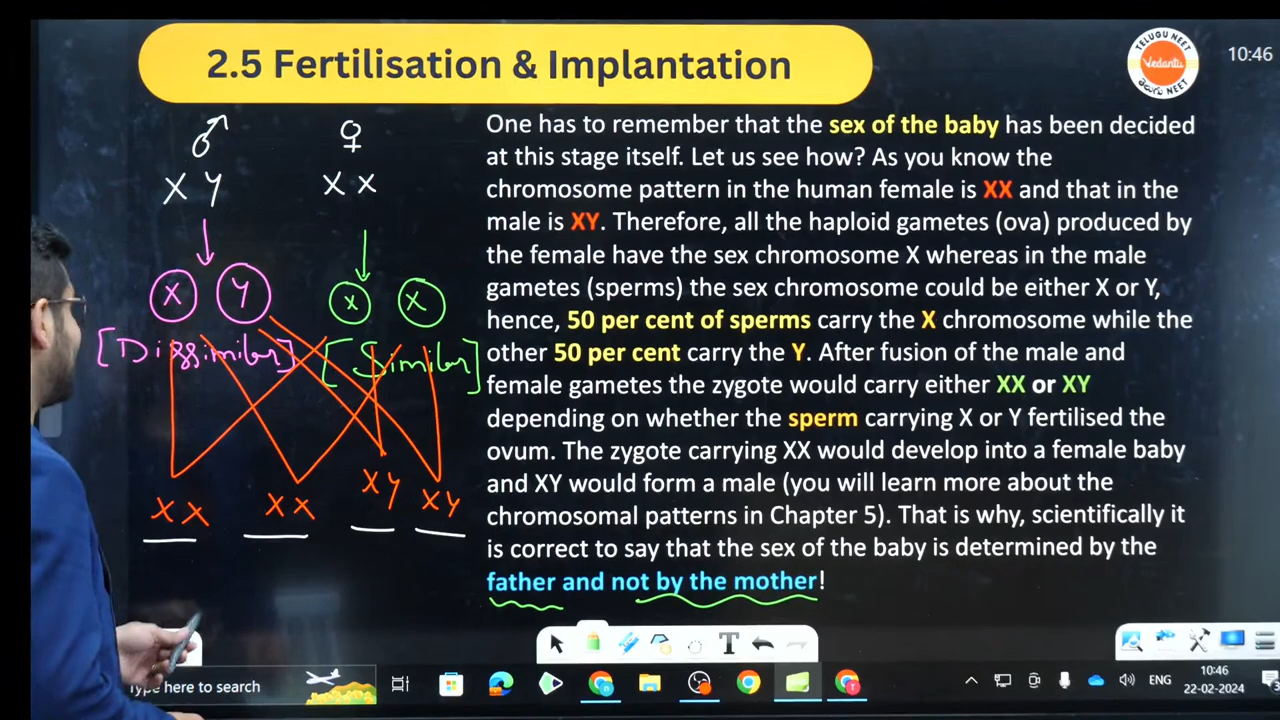 2.5 Fertilisation & Implantation
TELUGU NEET
Vedantu
తెలుగు NEET
10:46
♂
♀
X Y
X X
X
Y
X
X
[Dissimilar]
[Similar]
X X
X X
X Y
X Y
One has to remember that the sex of the baby has been decided
at this stage itself. Let us see how? As you know the
chromosome pattern in the human female is XX and that in the
male is XY. Therefore, all the haploid gametes (ova) produced by
the female have the sex chromosome X whereas in the male
gametes (sperms) the sex chromosome could be either X or Y,
hence, 50 per cent of sperms carry the X chromosome while the
other 50 per cent carry the Y. After fusion of the male and
female gametes the zygote would carry either XX or XY
depending on whether the sperm carrying X or Y fertilised the
ovum. The zygote carrying XX would develop into a female baby
and XY would form a male (you will learn more about the
chromosomal patterns in Chapter 5). That is why, scientifically it
is correct to say that the sex of the baby is determined by the
father and not by the mother!
T
Type here to search
n
T
ENG
10:46
22-02-2024
3